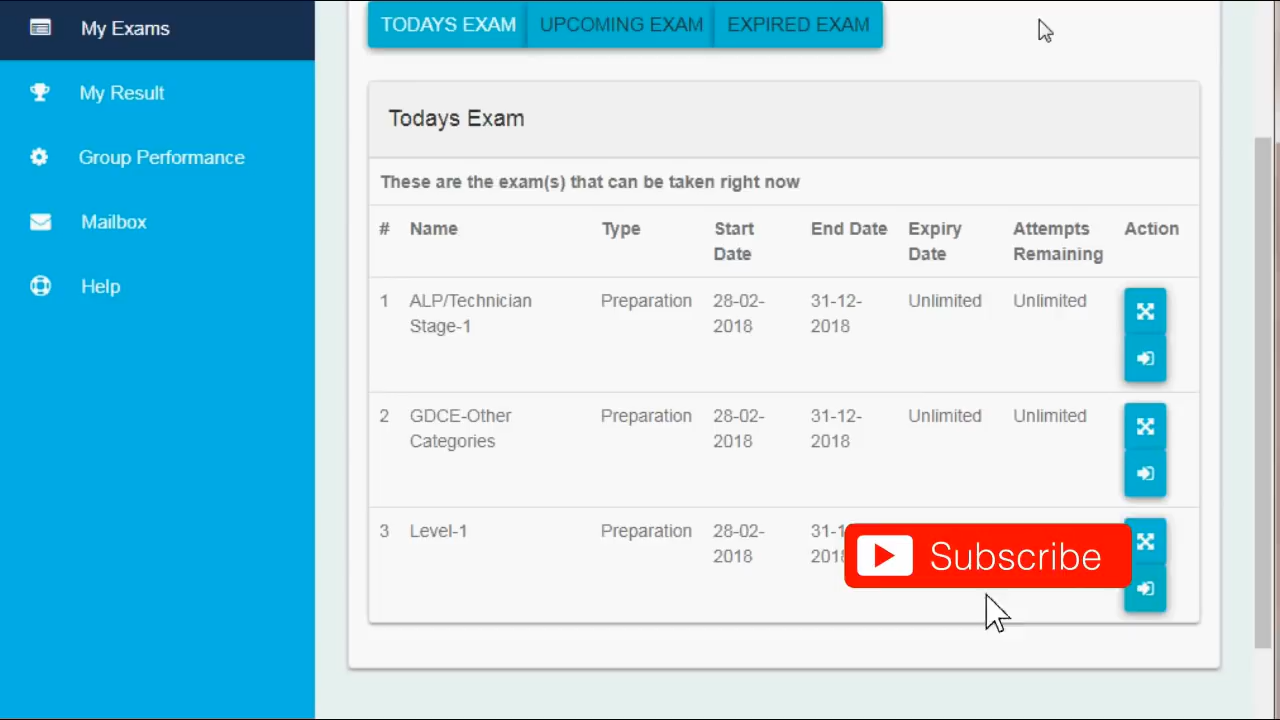 My Exams
My Result
Group Performance
Mailbox
Help
TODAYS EXAM UPCOMING EXAM EXPIRED EXAM
Todays Exam
These are the exam(s) that can be taken right now
# Name Type Start Date End Date Expiry Date Attempts Remaining Action
1 ALP/Technician Stage-1 Preparation 28-02-2018 31-12-2018 Unlimited Unlimited
2 GDCE-Other Categories Preparation 28-02-2018 31-12-2018 Unlimited Unlimited
3 Level-1 Preparation 28-02-2018
Subscribe